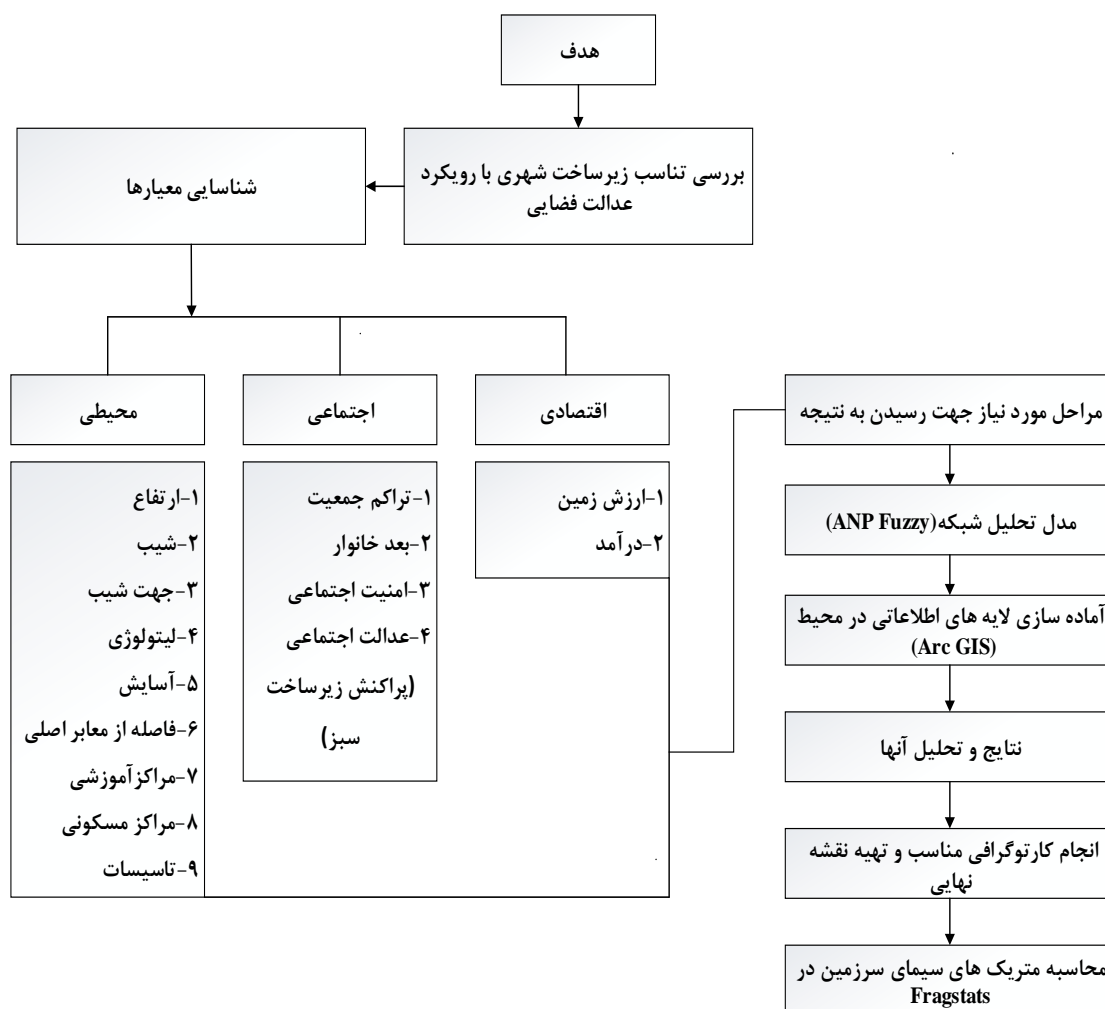 هدف
بررسی تناسب زیرساخت شهری با رویکرد
عدالت فضایی
شناسایی معیارها
محیطی
۱-ارتفاع
۲-شیب
۳-جهت شیب
۴-لیتولوژی
۵-آسایش
۶-فاصله از معابر اصلی
۷-مراکزآموزشی
۸-مراکز مسکونی
۹-تاسیسات
اجتماعی
۱-تراکم جمعیت
۲-بعد خانوار
۳-امنیت اجتماعی
۴-عدالت اجتماعی
(پراکنش زیرساخت
سبز)
اقتصادی
۱-ارزش زمین
۲-درآمد
مراحل مورد نیاز جهت رسیدن به نتیجه
مدل تحلیل شبکه(ANP Fuzzy)
آماده سازی لایه های اطلاعاتی در محیط
(Arc GIS)
نتایج و تحلیل آنها
انجام کارتوگرافی مناسب و تهیه نقشه
نهایی
محاسبه متریک های سیمای سرزمین در
Fragstats